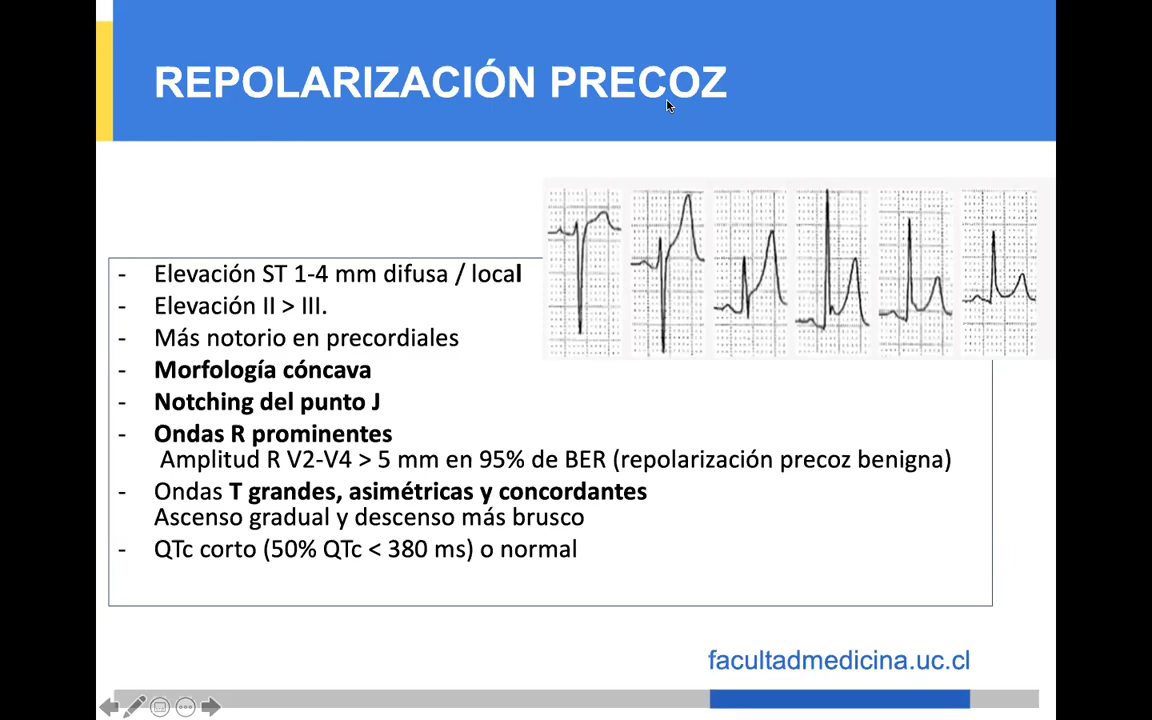 REPOLARIZACIÓN PRECOZ
- Elevación ST 1-4 mm difusa / local
- Elevación II > III.
- Más notorio en precordiales
- Morfología cóncava
- Notching del punto J
- Ondas R prominentes
Amplitud R V2-V4 > 5 mm en 95% de BER (repolarización precoz benigna)
- Ondas T grandes, asimétricas y concordantes
Ascenso gradual y descenso más brusco
- QTc corto (50% QTc < 380 ms) o normal
facultadmedicina.uc.cl